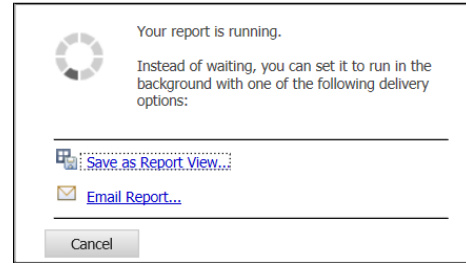 Your report is running.
Instead of waiting, you can set it to run in the
background with one of the following delivery
options:
Save as Report View...
Email Report...
Cancel